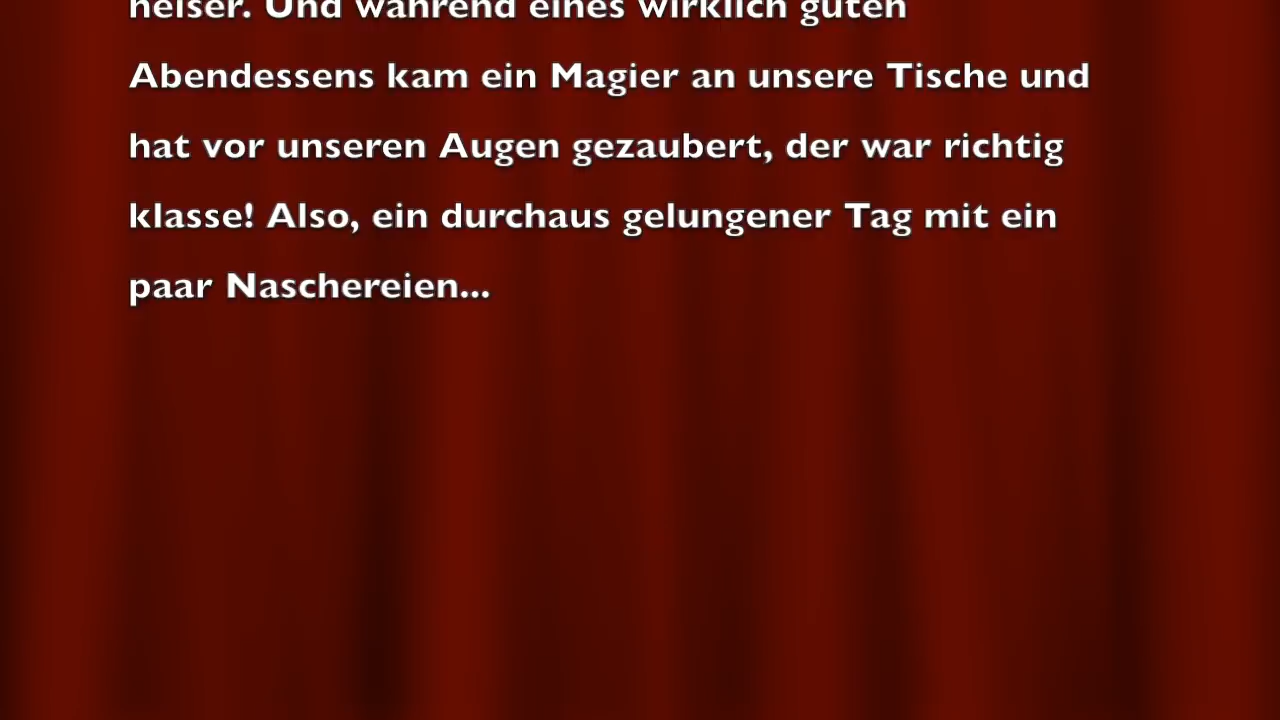 heiser. Und während eines wirklich guten
Abendessens kam ein Magier an unsere Tische und
hat vor unseren Augen gezaubert, der war richtig
klasse! Also, ein durchaus gelungener Tag mit ein
paar Naschereien...